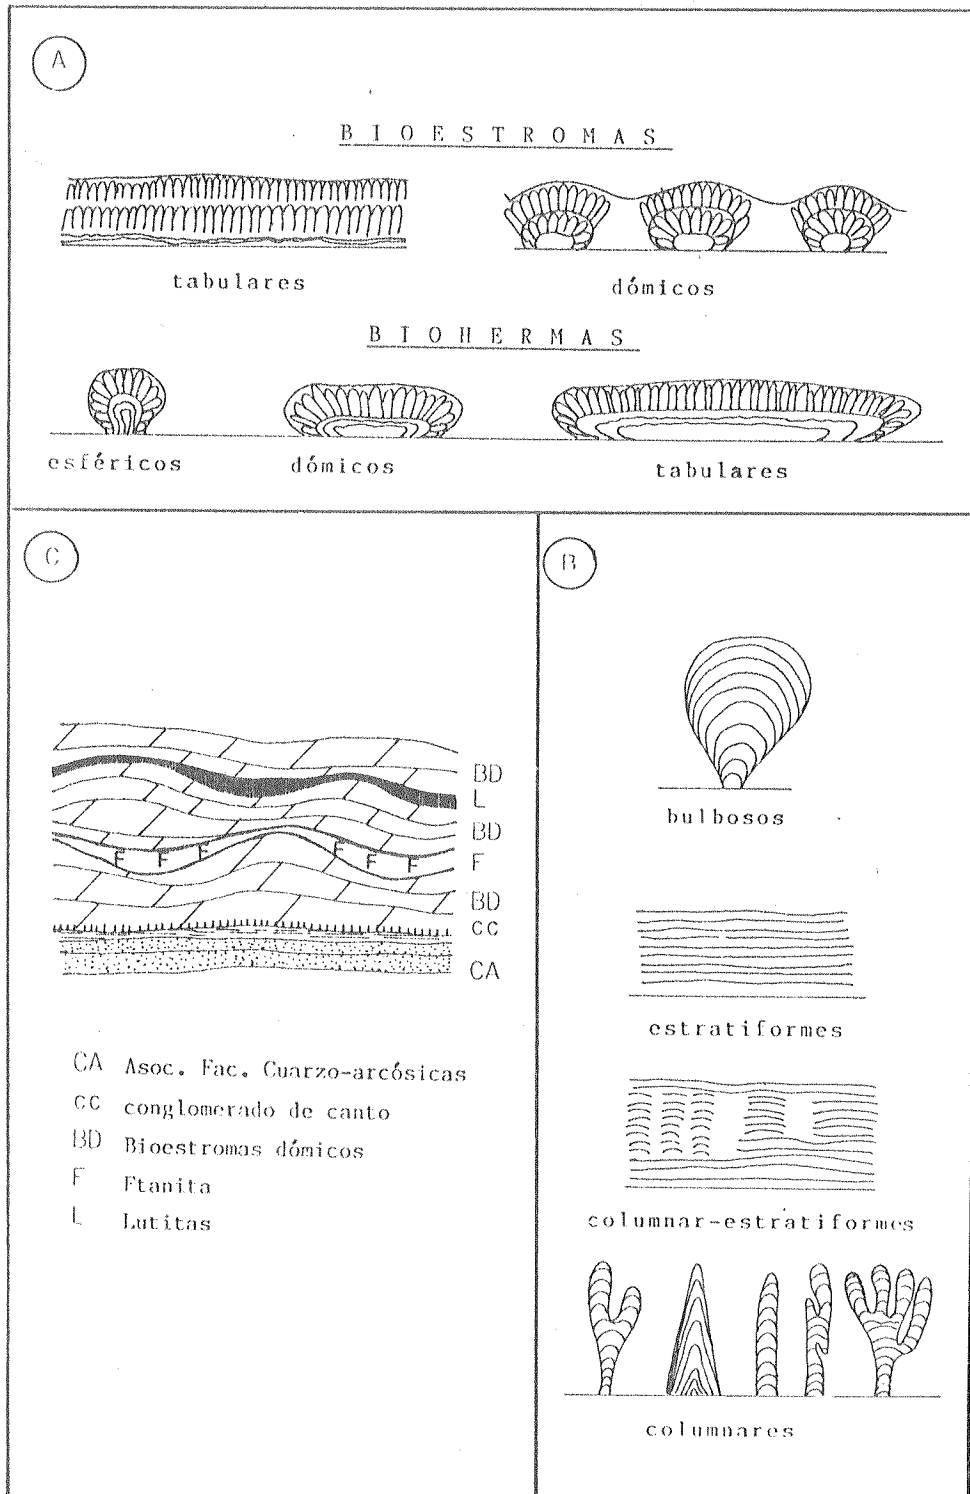 A
BIOESTROMAS
tabulares
dómicos
BIOHERMAS
esféricos
dómicos
tabulares
C
BD
L
BD
F F F F F F F
BD
CC
CA
CA Asoc. Fac. Cuarzo-arcósicas
CC conglomerado de canto
BD Bioestromas dómicos
F Ftanita
L Lutitas
B
bulbosos
estratiformes
columnar-estratiformes
columnares